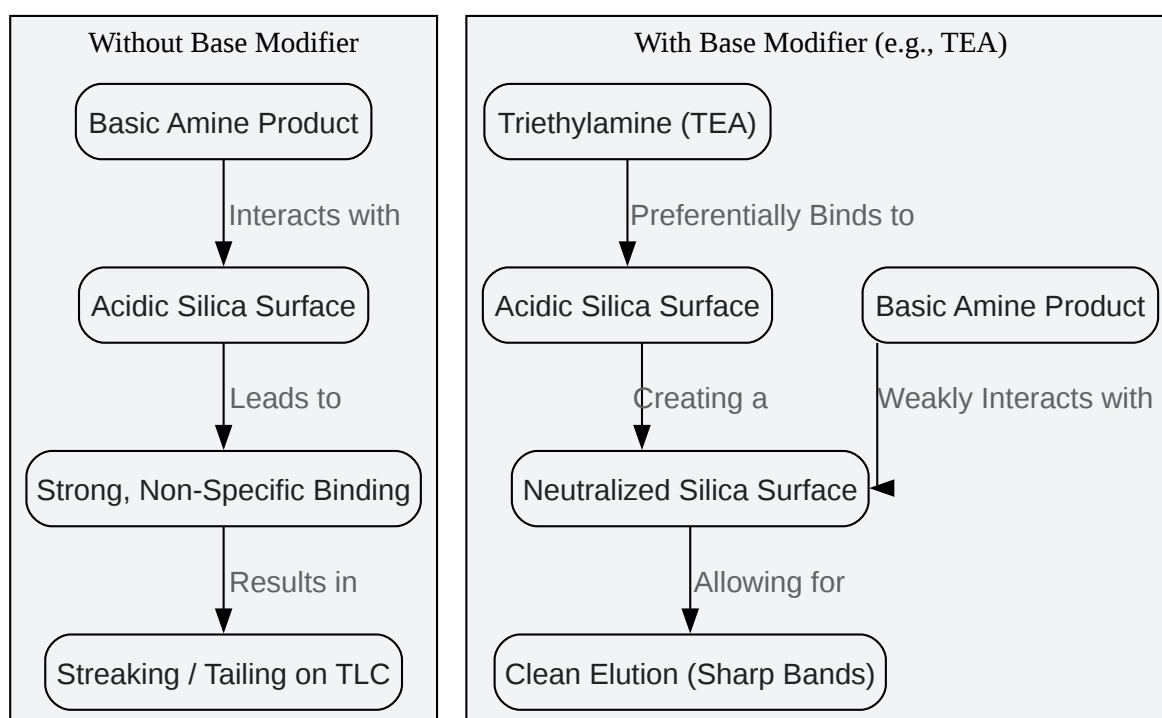 Without Base Modifier
Basic Amine Product
Interacts with
Acidic Silica Surface
Leads to
Strong, Non-Specific Binding
Results in
Streaking / Tailing on TLC
With Base Modifier (e.g., TEA)
Triethylamine (TEA)
Preferentially Binds to
Acidic Silica Surface
Basic Amine Product
Creating a
Weakly Interacts with
Neutralized Silica Surface
Allowing for
Clean Elution (Sharp Bands)